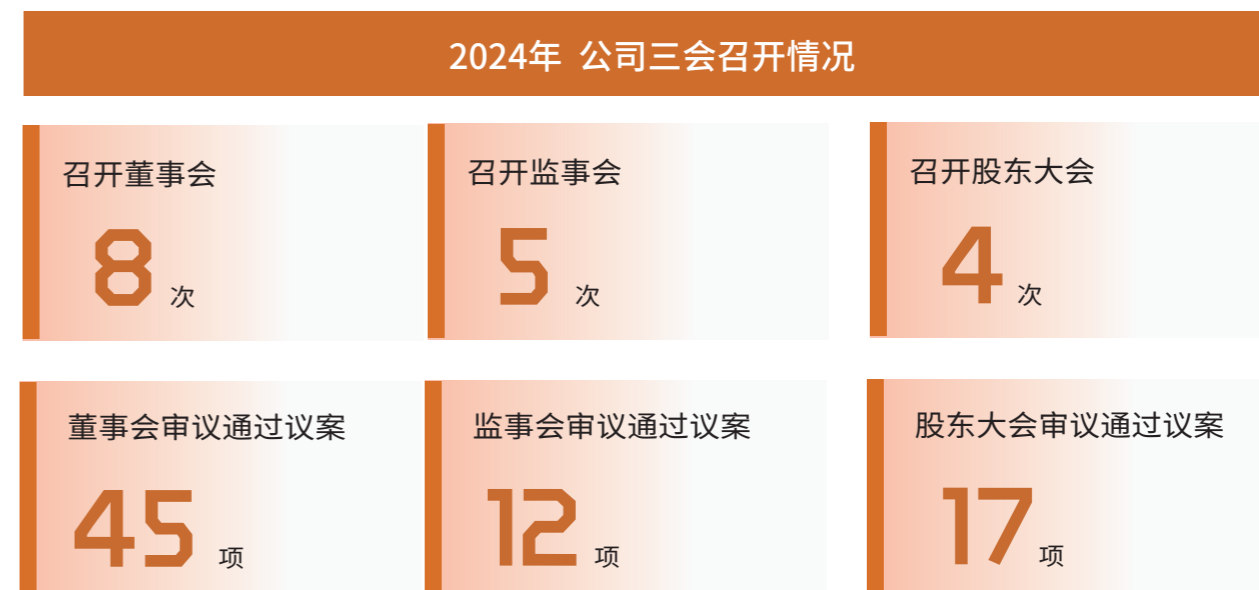 2024年 公司三会召开情况
召开董事会
8 次
召开监事会
5 次
召开股东大会
4 次
董事会审议通过议案
45 项
监事会审议通过议案
12 项
股东大会审议通过议案
17 项